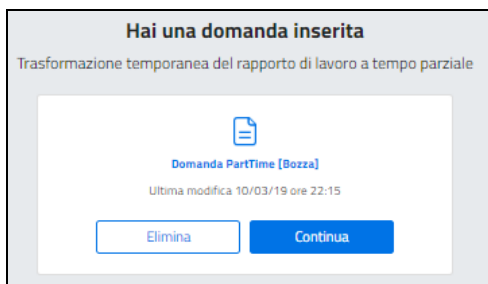 Hai una domanda inserita
Trasformazione temporanea del rapporto di lavoro a tempo parziale
Domanda PartTime [Bozza]
Ultima modifica 10/03/19 ore 22:15
Elimina
Continua